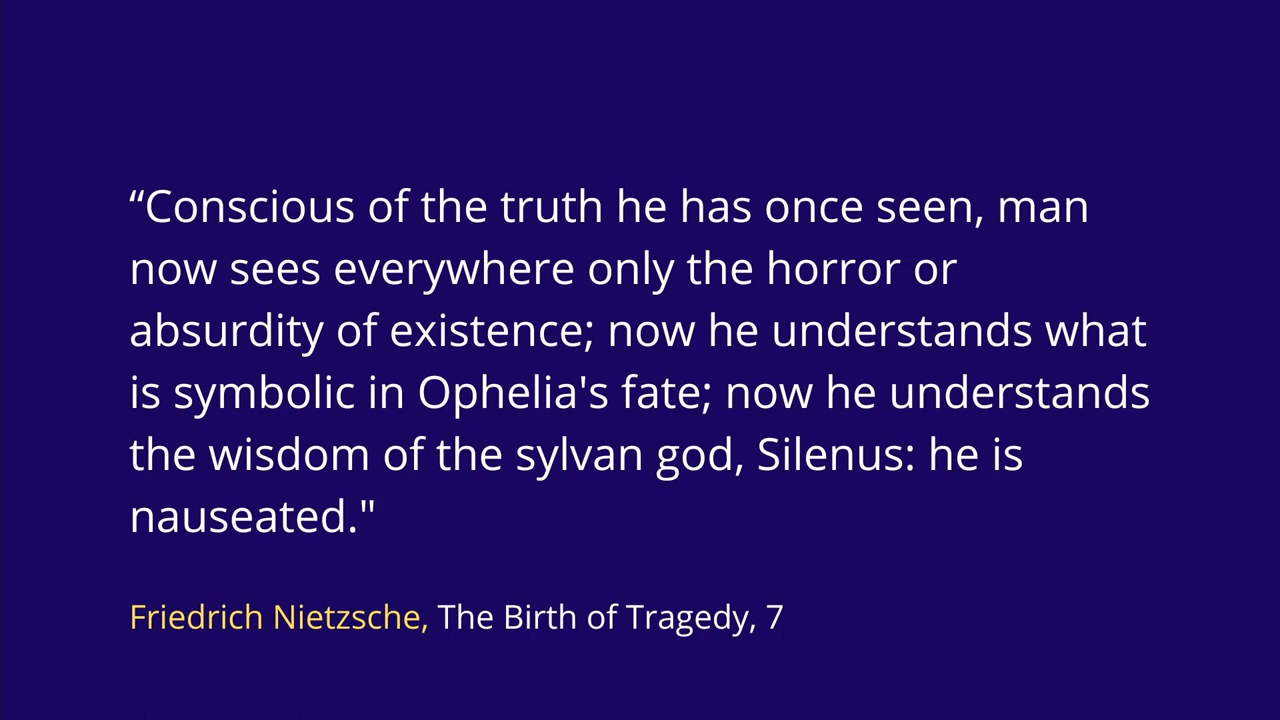 “Conscious of the truth he has once seen, man
now sees everywhere only the horror or
absurdity of existence; now he understands what
is symbolic in Ophelia's fate; now he understands
the wisdom of the sylvan god, Silenus: he is
nauseated."
Friedrich Nietzsche, The Birth of Tragedy, 7